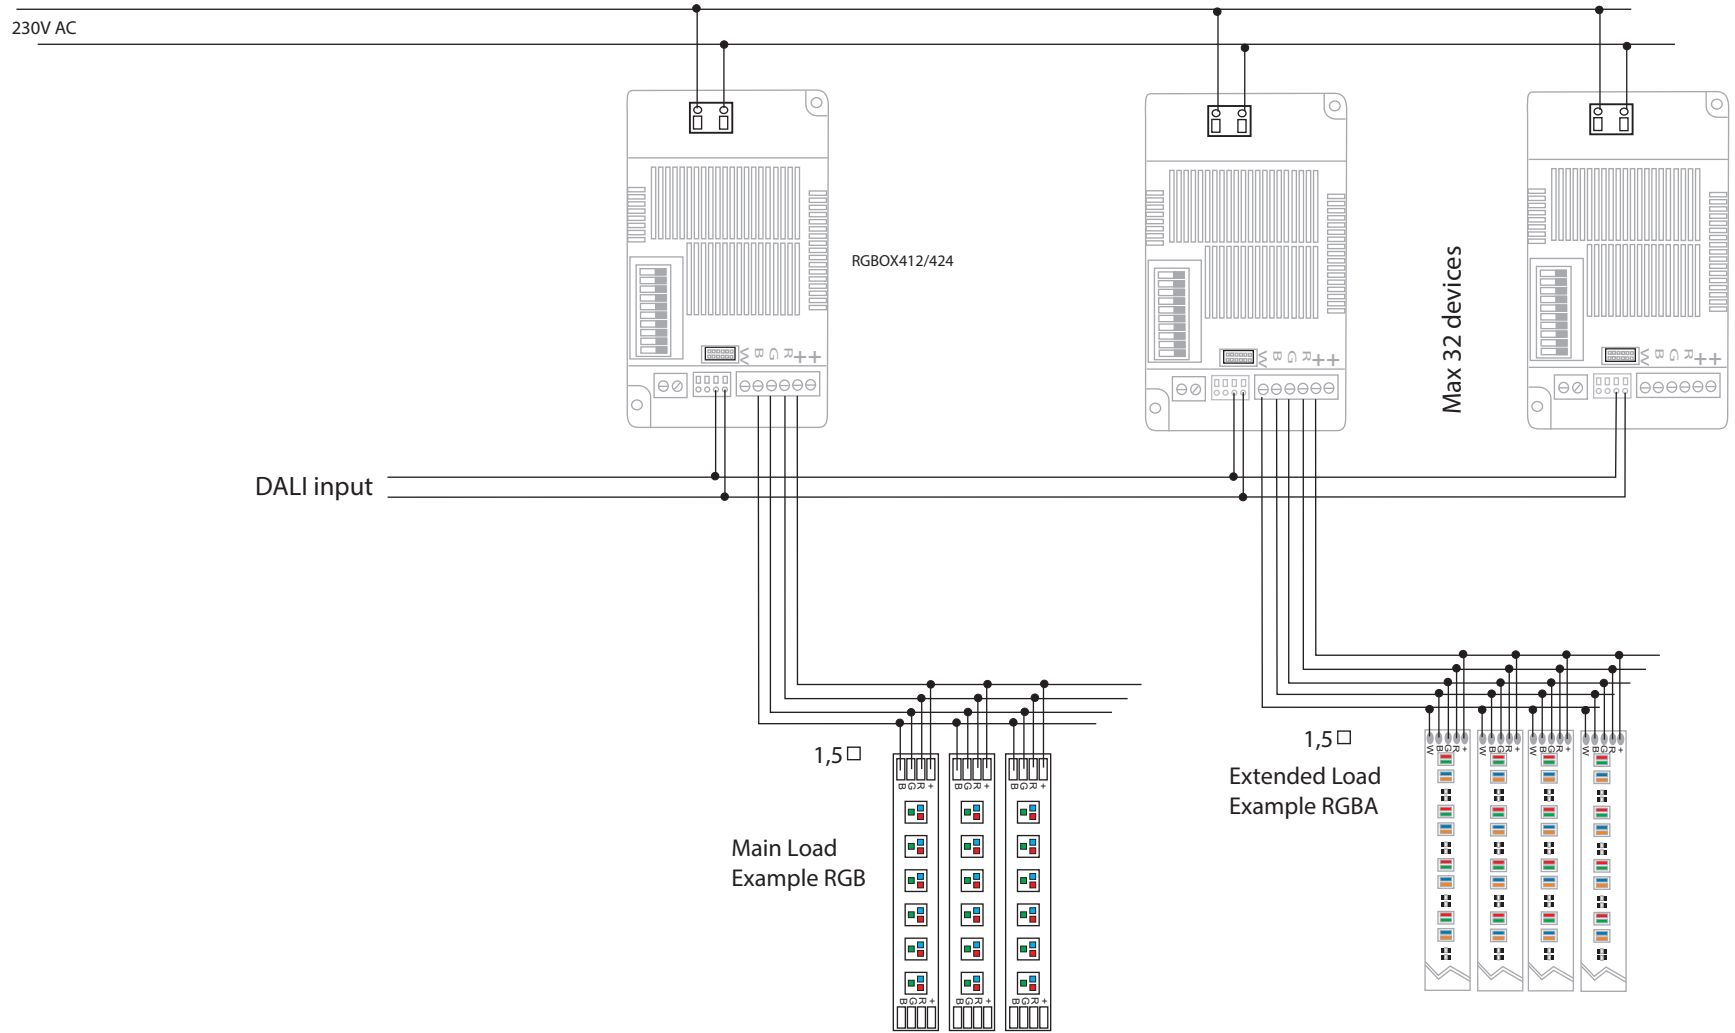 230V AC
RGBOX412/424
Max 32 devices
W B G R ++
W B G R ++
W B G R ++
DALI input
1,5 □
Main Load
Example RGB
B G R +
B G R +
B G R +
B G R +
B G R +
B G R +
1,5 □
Extended Load
Example RGBA
W B G R +
W B G R +
W B G R +
W B G R +